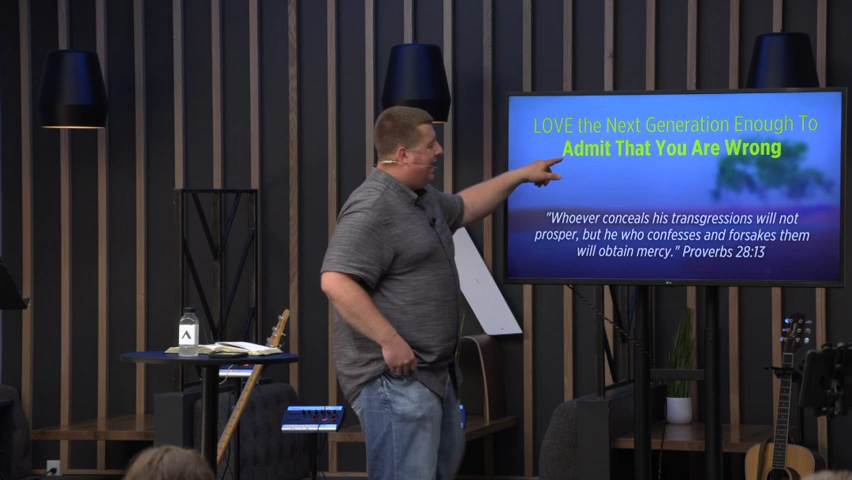 LOVE the Next Generation Enough To
Admit That You Are Wrong
"Whoever conceals his transgressions will not
prosper, but he who confesses and forsakes them
will obtain mercy." Proverbs 28:13